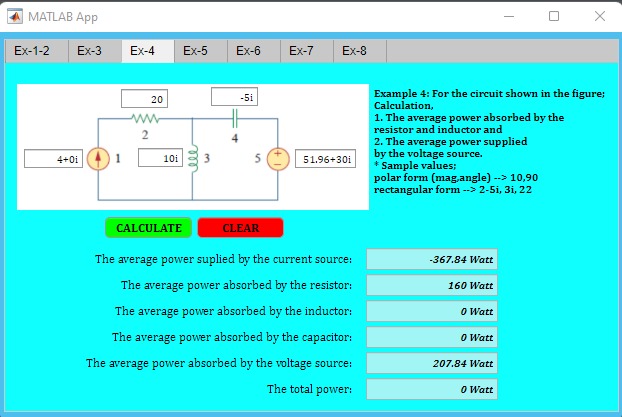 MATLAB App
Ex-1-2 Ex-3 Ex-4 Ex-5 Ex-6 Ex-7 Ex-8
20
-5i
2
4
4+0i
1
10i
3
5
51.96+30i
Example 4: For the circuit shown in the figure;
Calculation,
1. The average power absorbed by the
resistor and inductor and
2. The average power supplied
by the voltage source.
* Sample values;
polar form (mag,angle) --> 10,90
rectangular form --> 2-5i, 3i, 22
CALCULATE CLEAR
The average power suplied by the current source: -367.84 Watt
The average power absorbed by the resistor: 160 Watt
The average power absorbed by the inductor: 0 Watt
The average power absorbed by the capacitor: 0 Watt
The average power absorbed by the voltage source: 207.84 Watt
The total power: 0 Watt